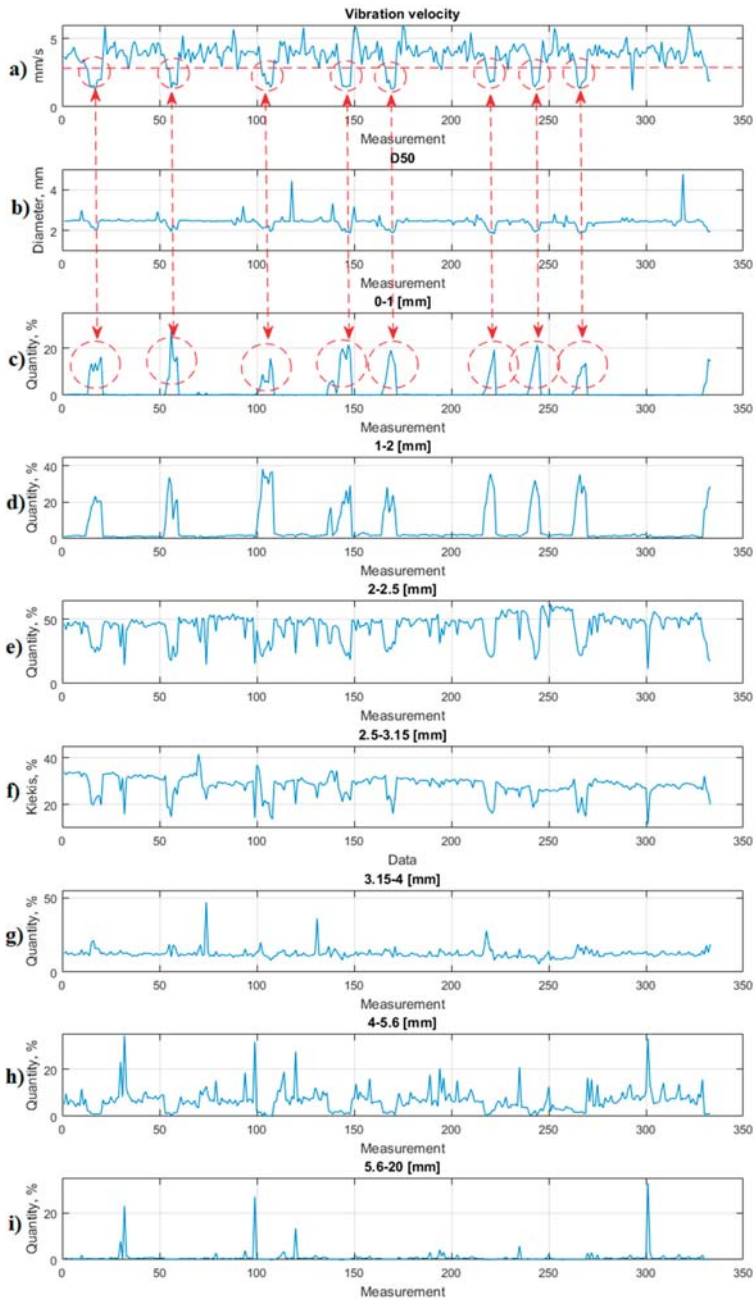 Vibration velocity
a)
mm/s
5
0
0 50 100 150 200 250 300 350
Measurement
D50
b)
Diameter, mm
4
2
0 50 100 150 200 250 300 350
Measurement
0-1 [mm]
c)
Quantity, %
20
0
0 50 100 150 200 250 300 350
Measurement
1-2 [mm]
d)
Quantity, %
40
20
0
0 50 100 150 200 250 300 350
Measurement
2-2.5 [mm]
e)
Quantity, %
50
0
0 50 100 150 200 250 300 350
Measurement
2.5-3.15 [mm]
f)
Kiekis, %
40
20
0 50 100 150 200 250 300 350
Data
3.15-4 [mm]
g)
Quantity, %
50
0
0 50 100 150 200 250 300 350
Measurement
4-5.6 [mm]
h)
Quantity, %
20
0
0 50 100 150 200 250 300 350
Measurement
5.6-20 [mm]
i)
Quantity, %
20
0
0 50 100 150 200 250 300 350
Measurement